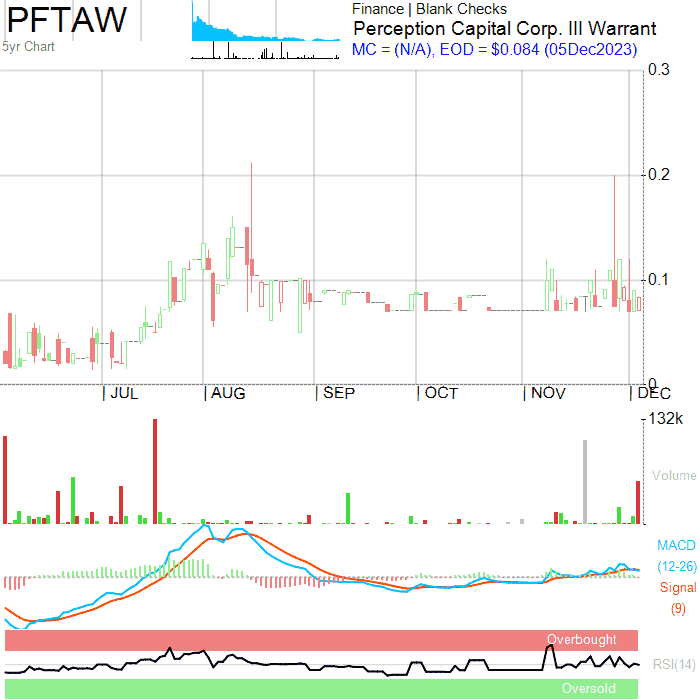 PFTAW
5yr Chart
Finance | Blank Checks
Perception Capital Corp. III Warrant
MC = (N/A), EOD = $0.084 (05Dec2023)
0.3
0.2
0.1
0
| JUL | AUG | SEP | OCT | NOV | DEC
132k
Volume
MACD
(12-26)
Signal
(9)
Overbought
RSI(14)
Oversold